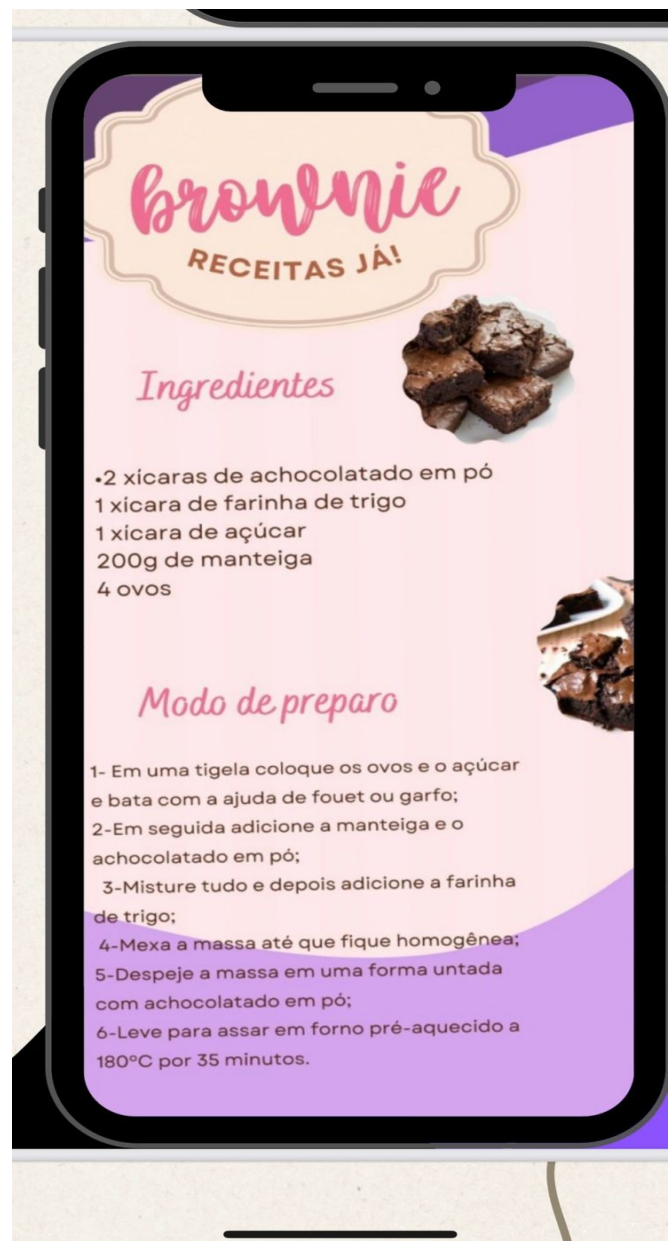 brownie
RECEITAS JÁ!
Ingredientes
•2 xícaras de achocolatado em pó
1 xícara de farinha de trigo
1 xícara de açúcar
200g de manteiga
4 ovos
Modo de preparo
1- Em uma tigela coloque os ovos e o açúcar
e bata com a ajuda de fouet ou garfo;
2-Em seguida adicione a manteiga e o
achocolatado em pó;
3-Misture tudo e depois adicione a farinha
de trigo;
4-Mexa a massa até que fique homogênea;
5-Despeje a massa em uma forma untada
com achocolatado em pó;
6-Leve para assar em forno pré-aquecido a
180°C por 35 minutos.